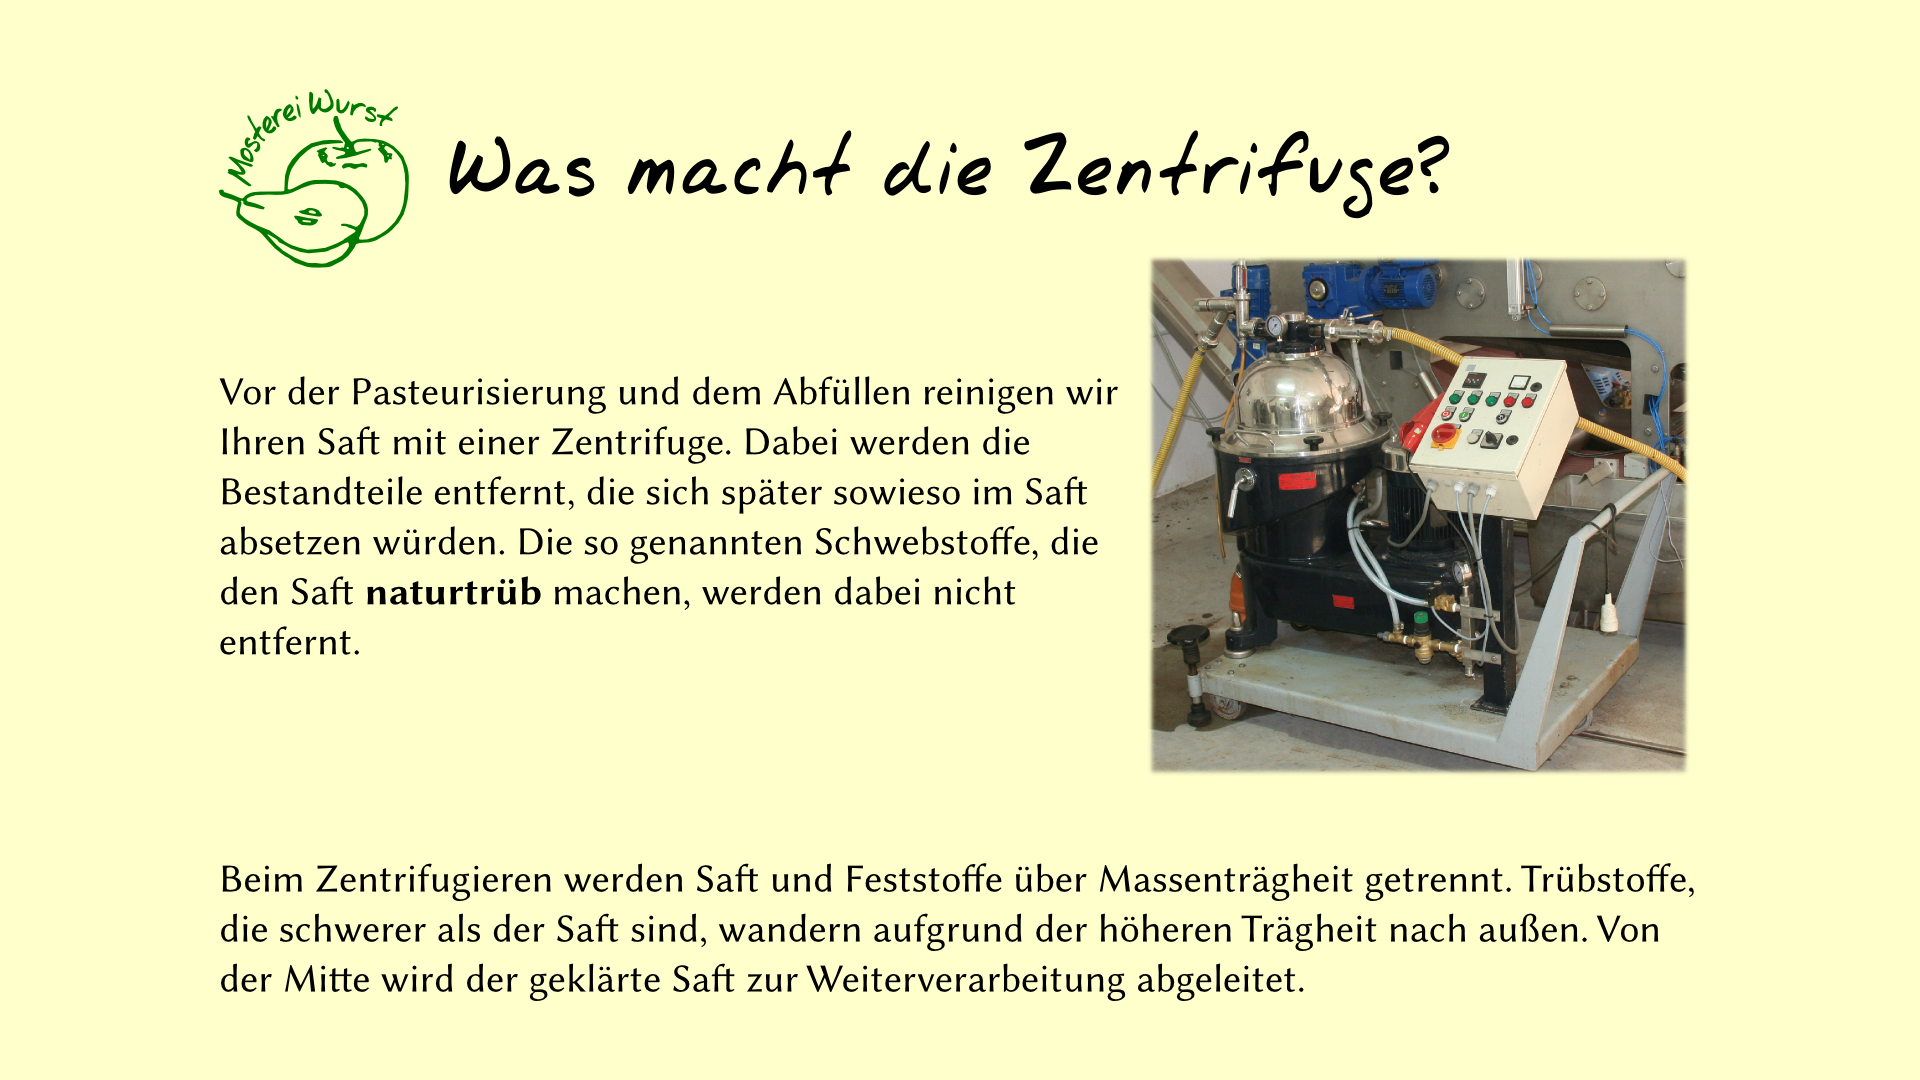 Mosterei Wurst
Was macht die Zentrifuge?
Vor der Pasteurisierung und dem Abfüllen reinigen wir
Ihren Saft mit einer Zentrifuge. Dabei werden die
Bestandteile entfernt, die sich später sowieso im Saft
absetzen würden. Die so genannten Schwebstoffe, die
den Saft naturtrüb machen, werden dabei nicht
entfernt.
Beim Zentrifugieren werden Saft und Feststoffe über Massenträgheit getrennt. Trübstoffe,
die schwerer als der Saft sind, wandern aufgrund der höheren Trägheit nach außen. Von
der Mitte wird der geklärte Saft zur Weiterverarbeitung abgeleitet.